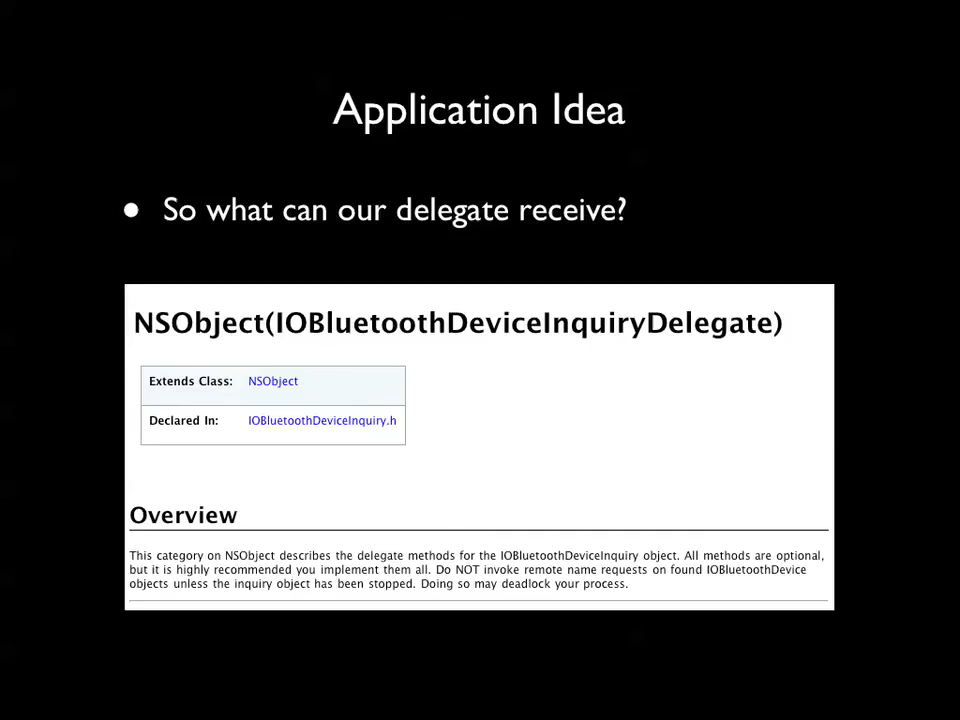 Application Idea
• So what can our delegate receive?
NSObject(IOBluetoothDeviceInquiryDelegate)
Extends Class: NSObject
Declared In: IOBluetoothDeviceInquiry.h
Overview
This category on NSObject describes the delegate methods for the IOBluetoothDeviceInquiry object. All methods are optional,
but it is highly recommended you implement them all. Do NOT invoke remote name requests on found IOBluetoothDevice
objects unless the inquiry object has been stopped. Doing so may deadlock your process.